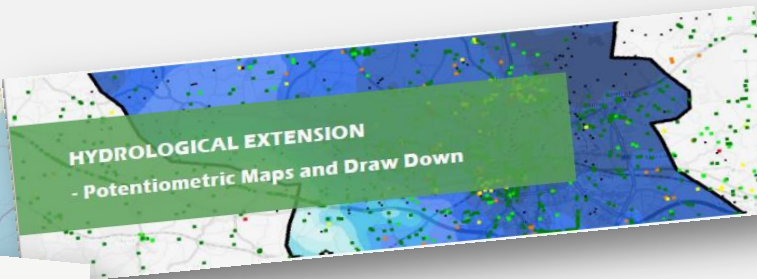 HYDROLOGICAL EXTENSION
- Potentiometric Maps and Draw Down